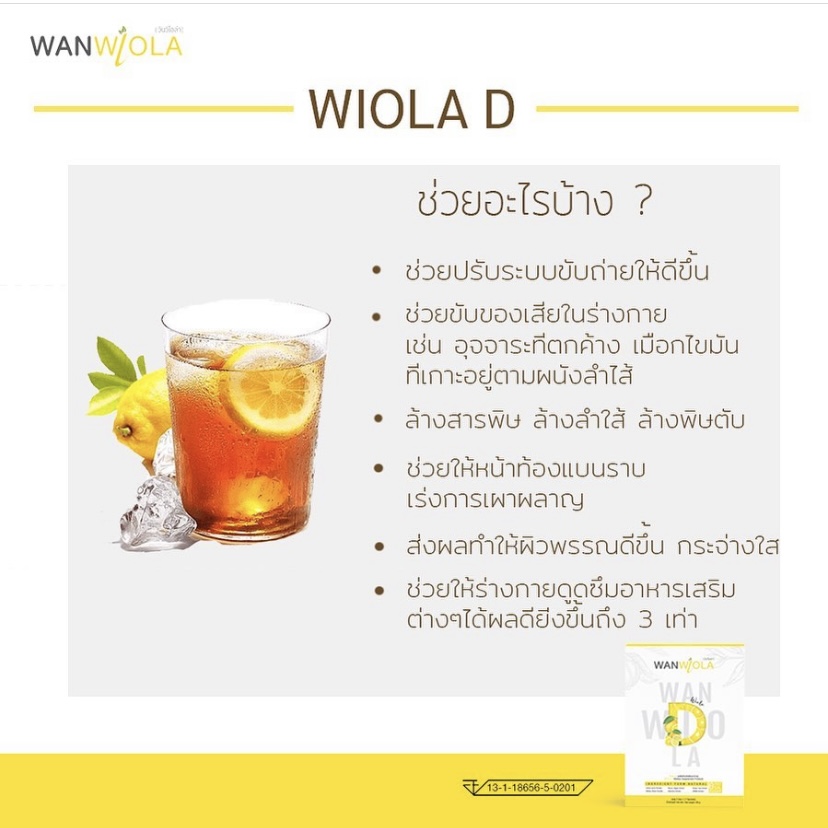 (วันวิโอล่า)
WANWiOLA
WIOLA D
ช่วยอะไรบ้าง ?
• ช่วยปรับระบบขับถ่ายให้ดีขึ้น
• ช่วยขับของเสียในร่างกาย
เช่น อุจจาระที่ตกค้าง เมือกไขมัน
ที่เกาะอยู่ตามผนังลำไส้
• ล้างสารพิษ ล้างลำใส้ ล้างพิษตับ
• ช่วยให้หน้าท้องแบนราบ
เร่งการเผาผลาญ
• ส่งผลทำให้ผิวพรรณดีขึ้น กระจ่างใส
• ช่วยให้ร่างกายดูดซึมอาหารเสริม
ต่างๆได้ผลดียิ่งขึ้นถึง 3 เท่า
WANWiOLA
WAN
Wiola
D
LA
อย 13-1-18656-5-0201